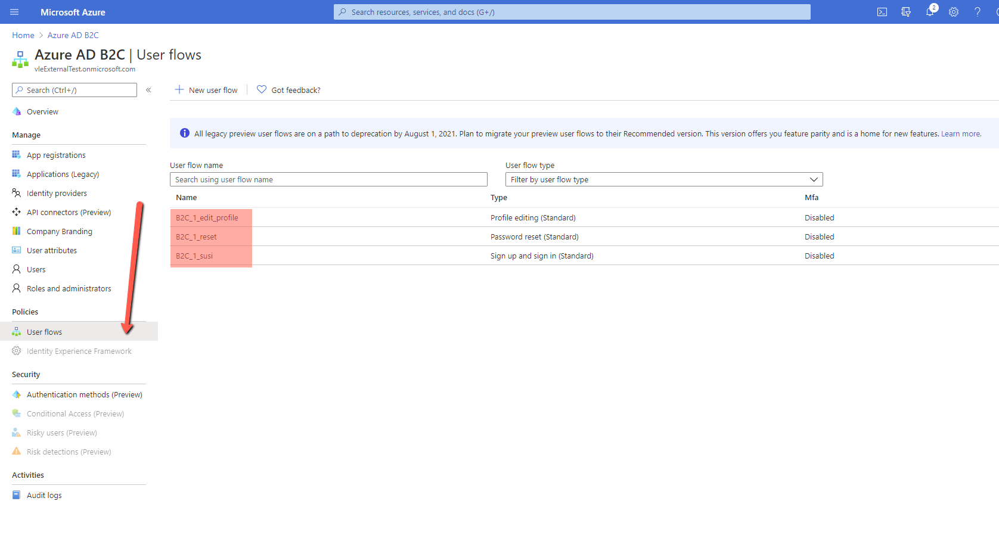 Microsoft Azure
Search resources, services, and docs (G+/)
2
Home > Azure AD B2C
Azure AD B2C | User flows
vleExternalTest.onmicrosoft.com
Search (Ctrl+/)
«
New user flow
Got feedback?
Overview
Manage
App registrations
Applications (Legacy)
Identity providers
API connectors (Preview)
Company Branding
User attributes
Users
Roles and administrators
Policies
User flows
Identity Experience Framework
Security
Authentication methods (Preview)
Conditional Access (Preview)
Risky users (Preview)
Risk detections (Preview)
Activities
Audit logs
All legacy preview user flows are on a path to deprecation by August 1, 2021. Plan to migrate your preview user flows to their Recommended version. This version offers you feature parity and is a home for new features. Learn more.
User flow name
User flow type
Search using user flow name
Filter by user flow type
Name Type Mfa
B2C_1_edit_profile Profile editing (Standard) Disabled
B2C_1_reset Password reset (Standard) Disabled
B2C_1_susi Sign up and sign in (Standard) Disabled